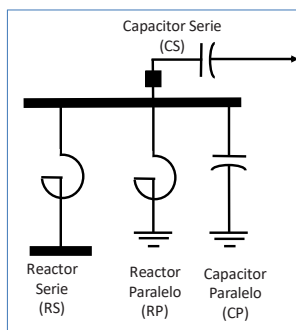 Capacitor Serie
(CS)
Reactor
Serie
(RS)
Reactor
Paralelo
(RP)
Capacitor
Paralelo
(CP)